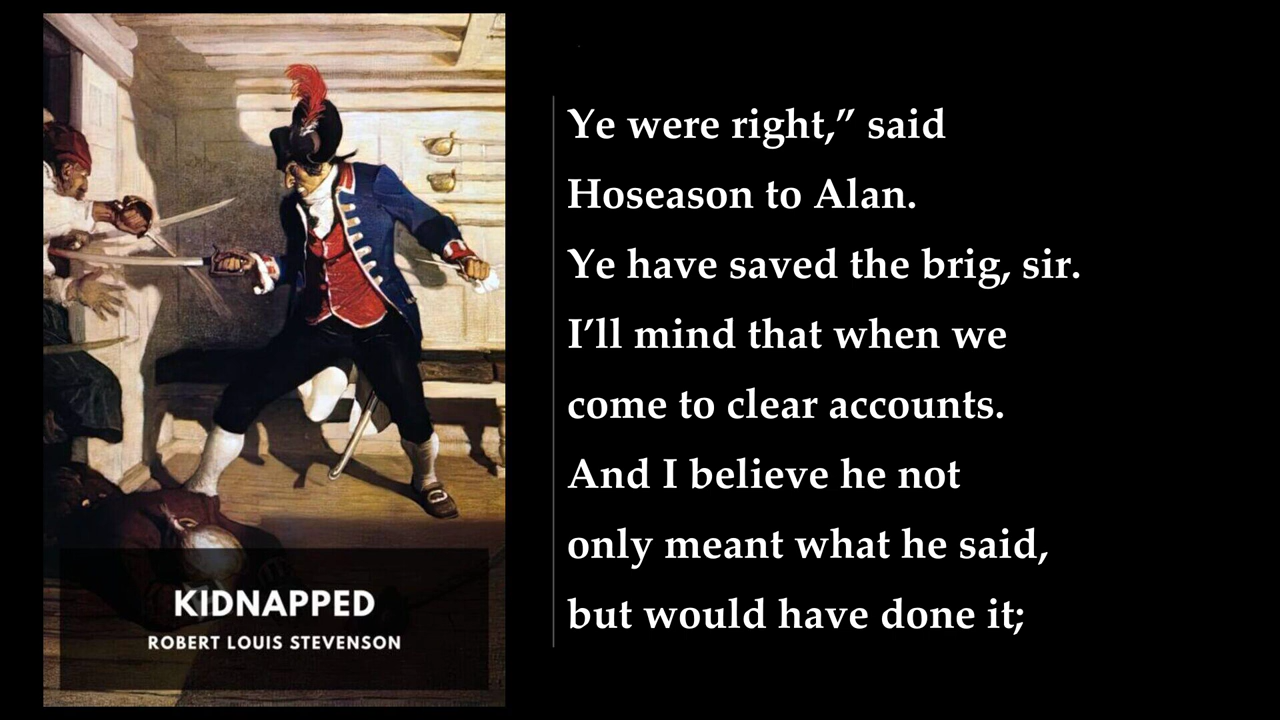 KIDNAPPED
ROBERT LOUIS STEVENSON
Ye were right,” said
Hoseason to Alan.
Ye have saved the brig, sir.
I’ll mind that when we
come to clear accounts.
And I believe he not
only meant what he said,
but would have done it;